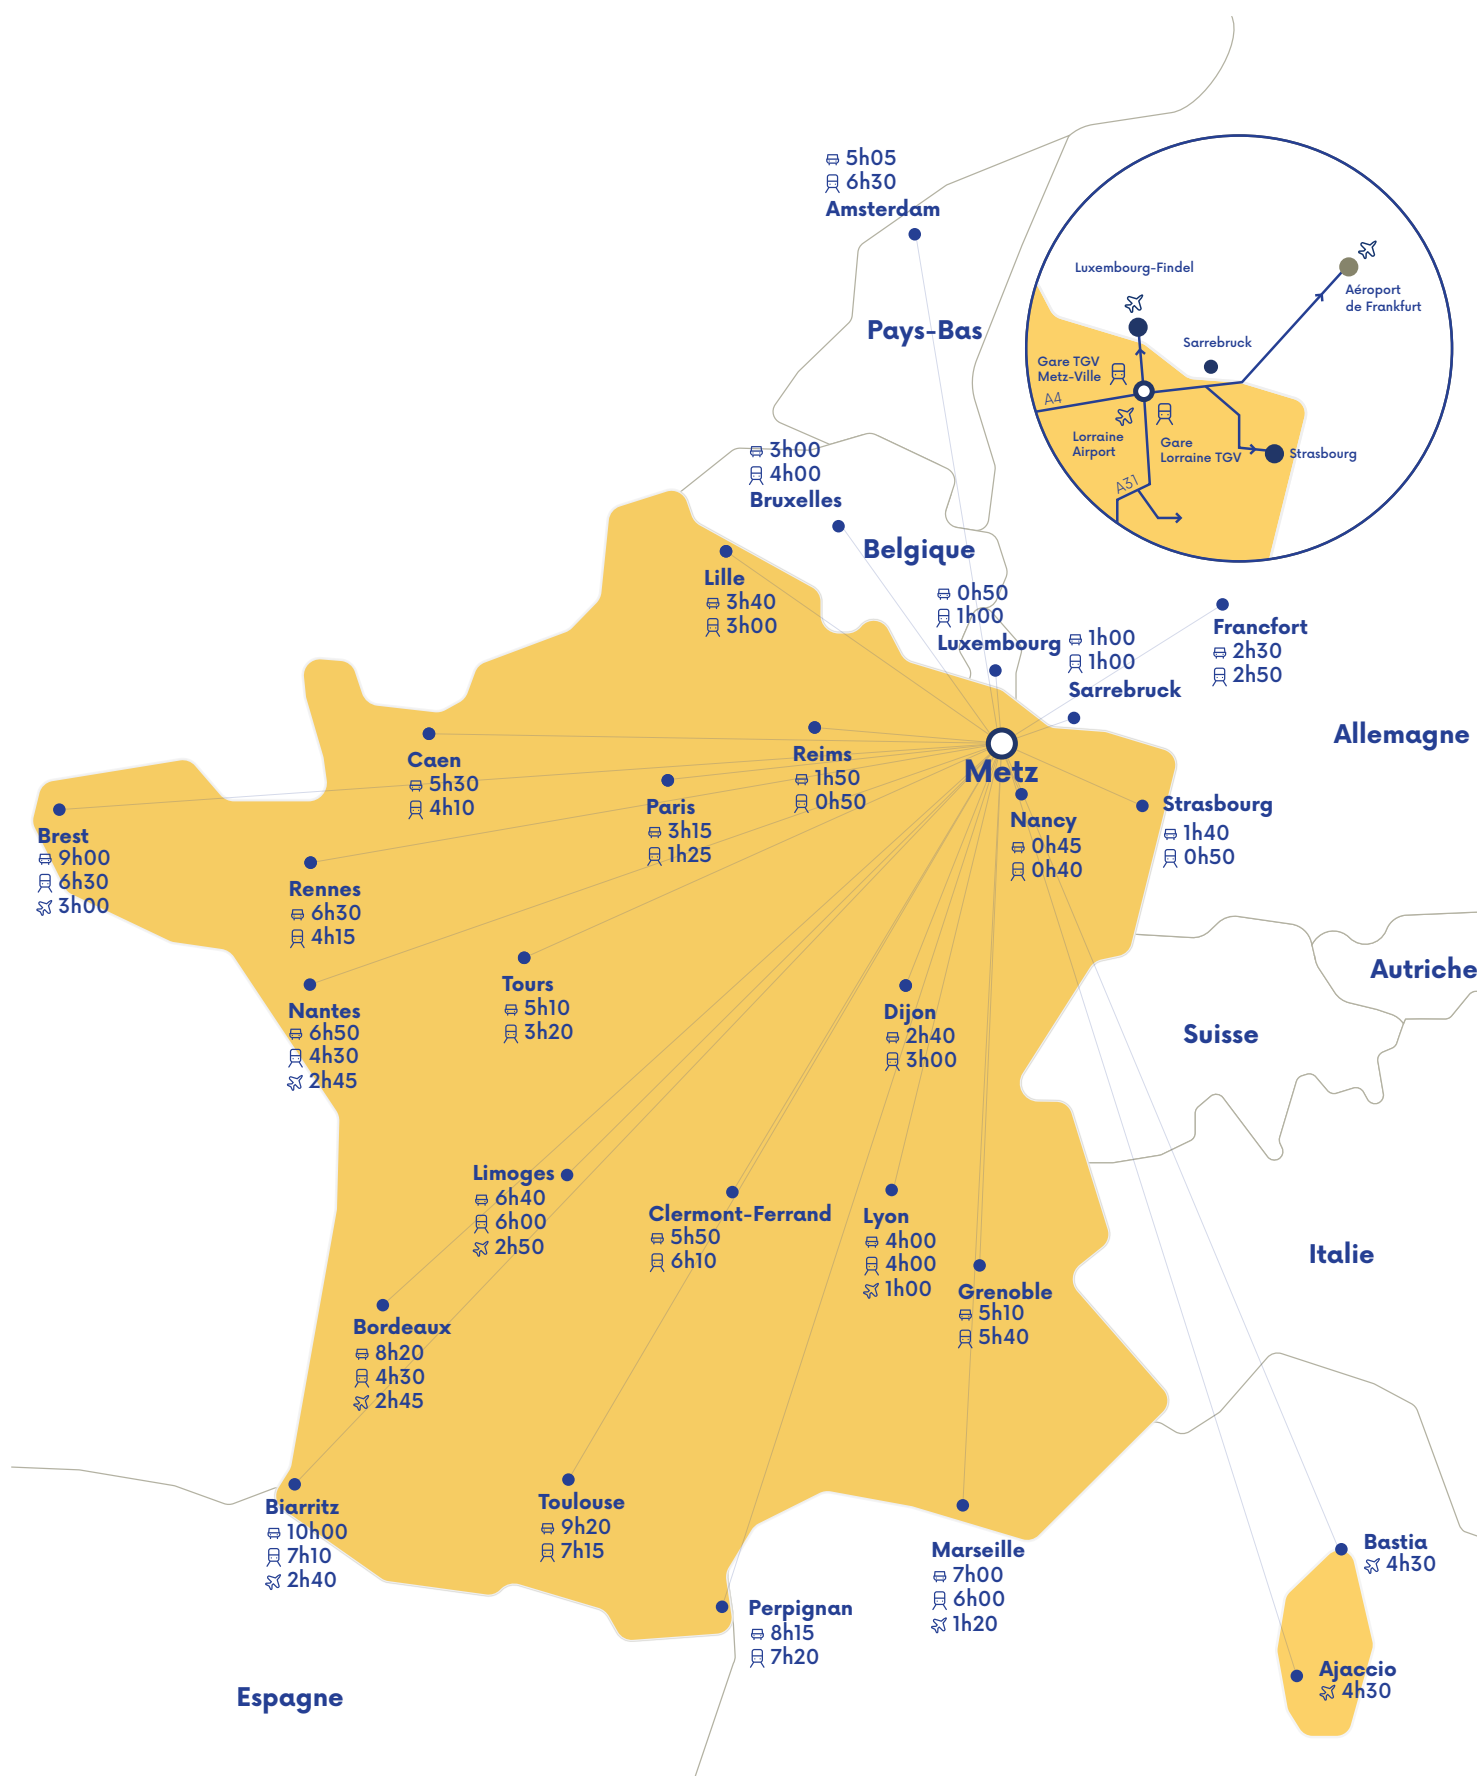 5h05
6h30
Amsterdam
Pays-Bas
Luxembourg-Findel
Aéroport
de Frankfurt
Sarrebruck
Gare TGV
Metz-Ville
A4
Lorraine
Airport
Gare
Lorraine TGV
Strasbourg
A31
3h00
4h00
Bruxelles
Belgique
Lille
3h40
3h00
0h50
1h00
Luxembourg
1h00
1h00
Sarrebruck
Francfort
2h30
2h50
Allemagne
Caen
5h30
4h10
Reims
1h50
0h50
Metz
Paris
3h15
1h25
Nancy
0h45
0h40
Strasbourg
1h40
0h50
Brest
9h00
6h30
3h00
Rennes
6h30
4h15
Nantes
6h50
4h30
2h45
Tours
5h10
3h20
Dijon
2h40
3h00
Autriche
Suisse
Limoges
6h40
6h00
2h50
Clermont-Ferrand
5h50
6h10
Lyon
4h00
4h00
1h00
Grenoble
5h10
5h40
Italie
Bordeaux
8h20
4h30
2h45
Biarritz
10h00
7h10
2h40
Toulouse
9h20
7h15
Marseille
7h00
6h00
1h20
Perpignan
8h15
7h20
Bastia
4h30
Ajaccio
4h30
Espagne